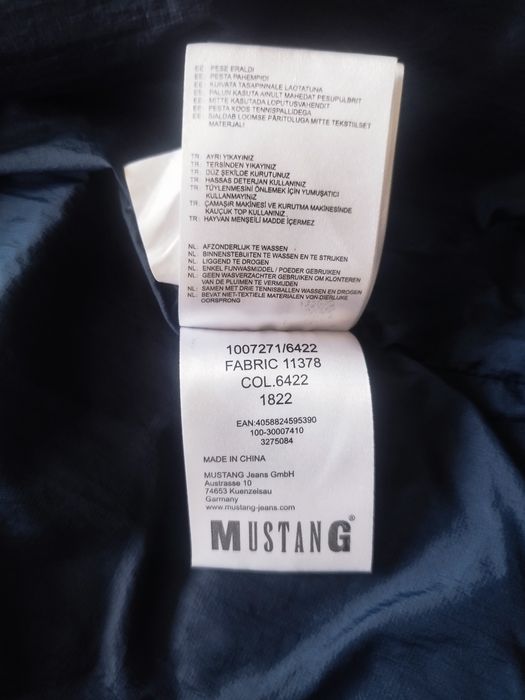 EE: PESE ERALDI
EE: PESTA PAHEMPIDI
EE: KUIVATA TASAPINNALE LAOTATUNA
EE: PALUN KASUTA AINULT MAHEDAT PESUPULBRIT
EE: MITTE KASUTADA LOPUTUSVAHENDIT
EE: PESTA KOOS TENNISPALLIDEGA
EE: SIALDAB LOOMSE PÄRITOLUGA MITTE TEKSTIILSET
MATERJALI
TR: AYRI YIKAYINIZ
TR: TERSİNDEN YIKAYINIZ
TR: DÜZ ŞEKİLDE KURUTUNUZ
TR: HASSAS DETERJAN KULLANINIZ
TR: TÜYLENMESİNİ ÖNLEMEK İÇİN YUMUŞATICI
KULLANMAYINIZ
TR: ÇAMAŞIR MAKİNESİ VE KURUTMA MAKİNESİNDE
KAUÇUK TOP KULLANINIZ
TR: HAYVAN MENŞEİLİ MADDE İÇERMEZ
NL: AFZONDERLIJK TE WASSEN
NL: BINNENSTEBUITEN TE WASSEN EN TE STRIJKEN
NL: LIGGEND TE DROGEN
NL: ENKEL FIJNWASMIDDEL / POEDER GEBRUIKEN
NL: GEEN WASVERZACHTER GEBRUIKEN OM KLONTEREN
VAN DE PLUIMEN TE VERMIJDEN
NL: SAMEN MET DRIE TENNISBALLEN WASSEN EN DROGEN
NL: BEVAT NIET-TEXTIELE MATERIALEN VON DIERLIJKE
OORSPRONG
1007271/6422
FABRIC 11378
COL.6422
1822
EAN:4058824595390
100-30007410
3275084
MADE IN CHINA
MUSTANG Jeans GmbH
Austrasse 10
74653 Kuenzelsau
Germany
www.mustang-jeans.com
MUSTANG®